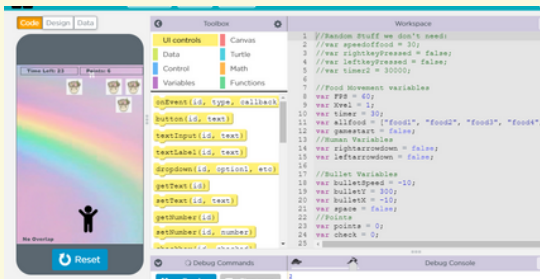 Code Design Data
Toolbox
Workspace
Time Left: 23 Points: 6
No Overlap
Reset
UI controls
Canvas
Data
Turtle
Control
Math
Variables
Functions
onEvent(id, type, callback
button(id, text)
textInput(id, text)
textLabel(id, text)
dropdown(id, option1, etc)
getText(id)
setText(id, text)
getNumber(id)
setNumber(id, number)
1 //Random Stuff we don't need:
2 //var speedoffood = 30;
3 //var rightkeyPressed = false;
4 //var leftkeyPressed = false;
5 //var timer2 = 30000;
6
7 //Food Movement variables
8 var FPS = 60;
9 var Xvel = 1;
10 var timer = 30;
11 var allfood = ["food1", "food2", "food3", "food4"
12 var gamestart = false;
13 //Human Variables
14 var rightarrowdown = false;
15 var leftarrowdown = false;
16
17 //Bullet Variables
18 var bulletSpeed = -10;
19 var bulletY = 300;
20 var bulletX = -10;
21 var space = false;
22 //Points
23 var points = 0;
24 var check = 0;
25
Debug Commands
Debug Console